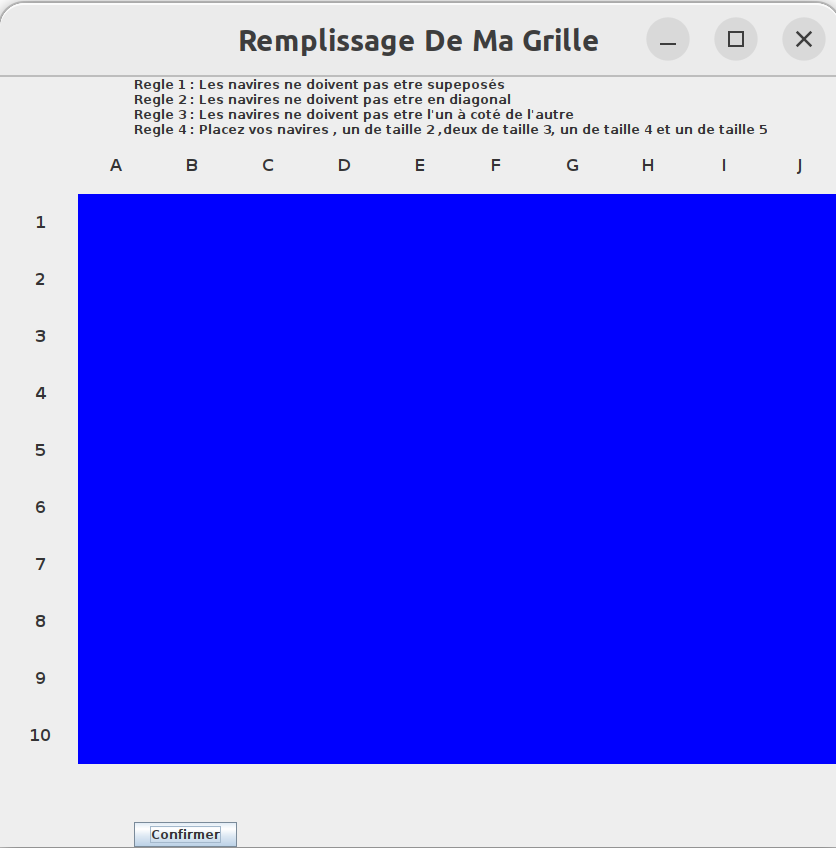 Remplissage De Ma Grille
Regle 1 : Les navires ne doivent pas etre supeposés
Regle 2 : Les navires ne doivent pas etre en diagonal
Regle 3 : Les navires ne doivent pas etre l'un à coté de l'autre
Regle 4 : Placez vos navires , un de taille 2 ,deux de taille 3, un de taille 4 et un de taille 5
A B C D E F G H I J
1
2
3
4
5
6
7
8
9
10
Confirmer